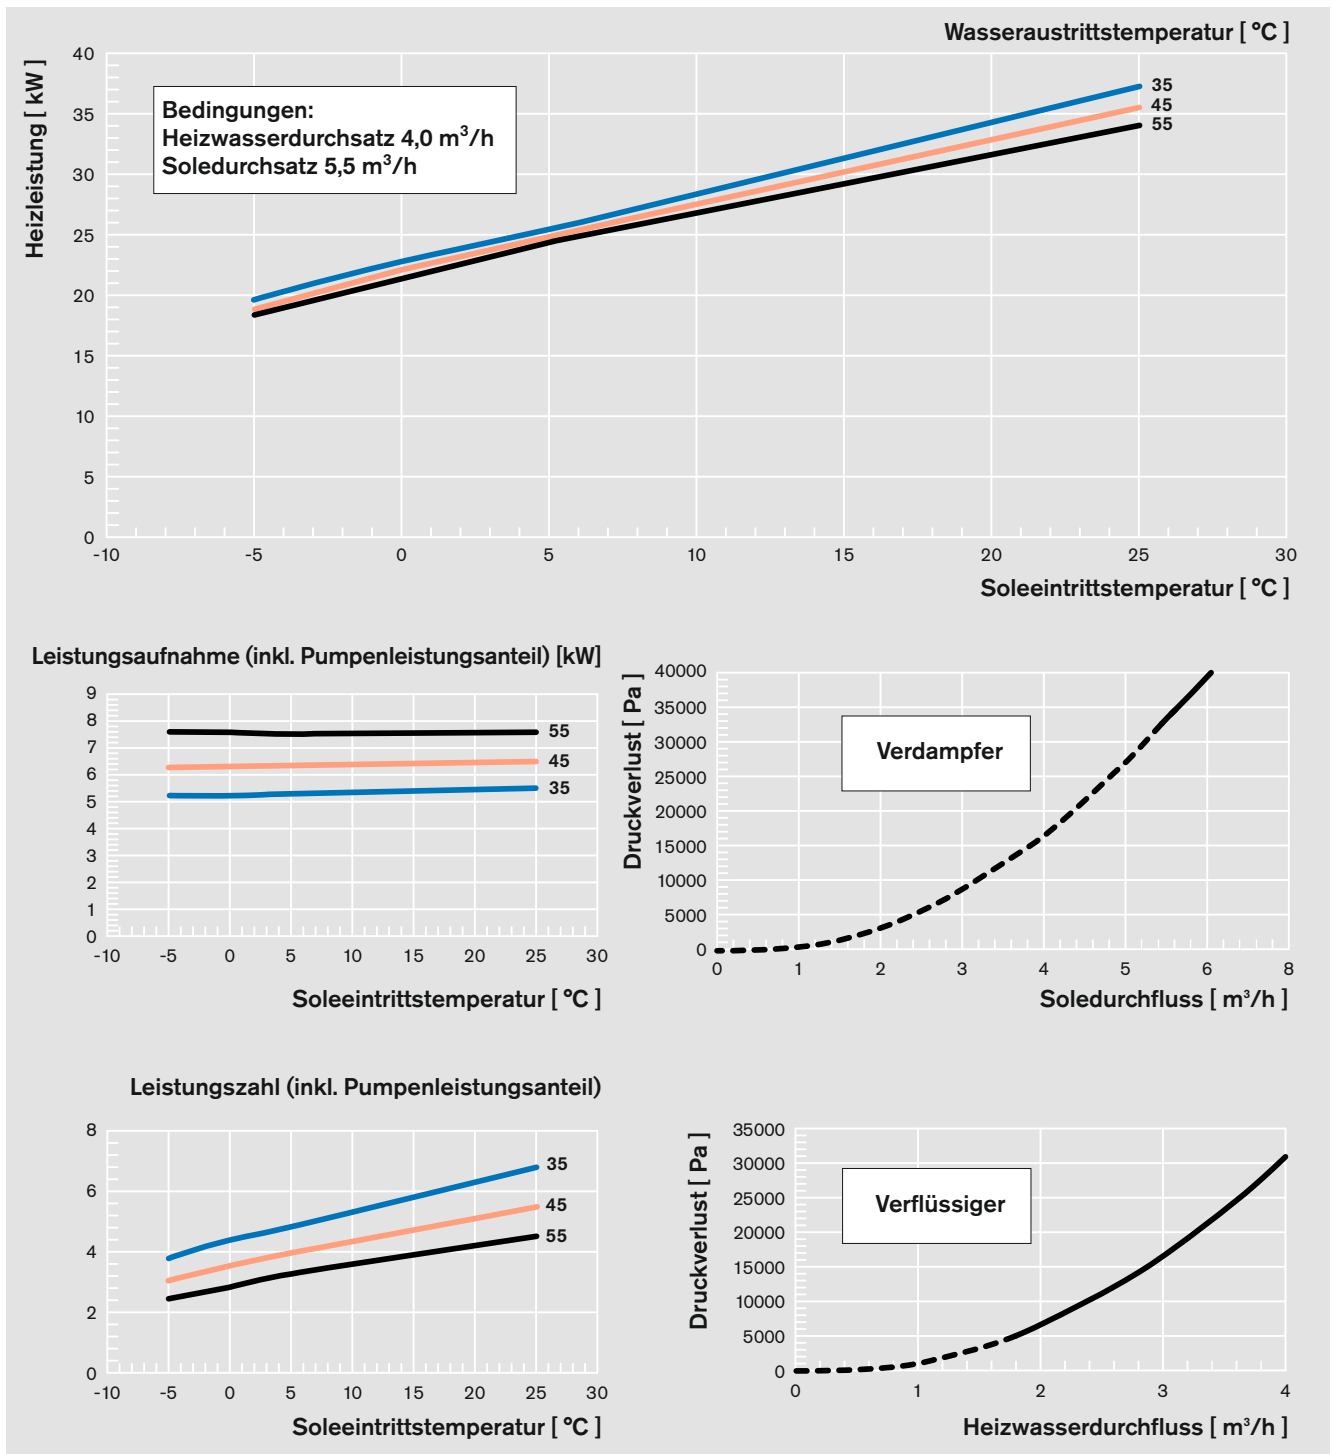 Wasseraustrittstemperatur [ °C ]
Heizleistung [ kW ]
40
35
30
25
20
15
10
5
0
Bedingungen:
Heizwasserdurchsatz 4,0 m³/h
Soledurchsatz 5,5 m³/h
35
45
55
-10 -5 0 5 10 15 20 25 30
Soleeintrittstemperatur [ °C ]
Leistungsaufnahme (inkl. Pumpenleistungsanteil) [kW]
9
8
7
6
5
4
3
2
1
0
55
45
35
-10 -5 0 5 10 15 20 25 30
Soleeintrittstemperatur [ °C ]
Druckverlust [ Pa ]
40000
35000
30000
25000
20000
15000
10000
5000
0
Verdampfer
0 1 2 3 4 5 6 8
Soledurchfluss [ m³/h ]
Leistungszahl (inkl. Pumpenleistungsanteil)
8
6
4
2
0
35
45
55
-10 -5 0 5 10 15 20 25 30
Soleeintrittstemperatur [ °C ]
Druckverlust [ Pa ]
35000
30000
25000
20000
15000
10000
5000
0
Verflüssiger
0 1 2 3 4
Heizwasserdurchfluss [ m³/h ]